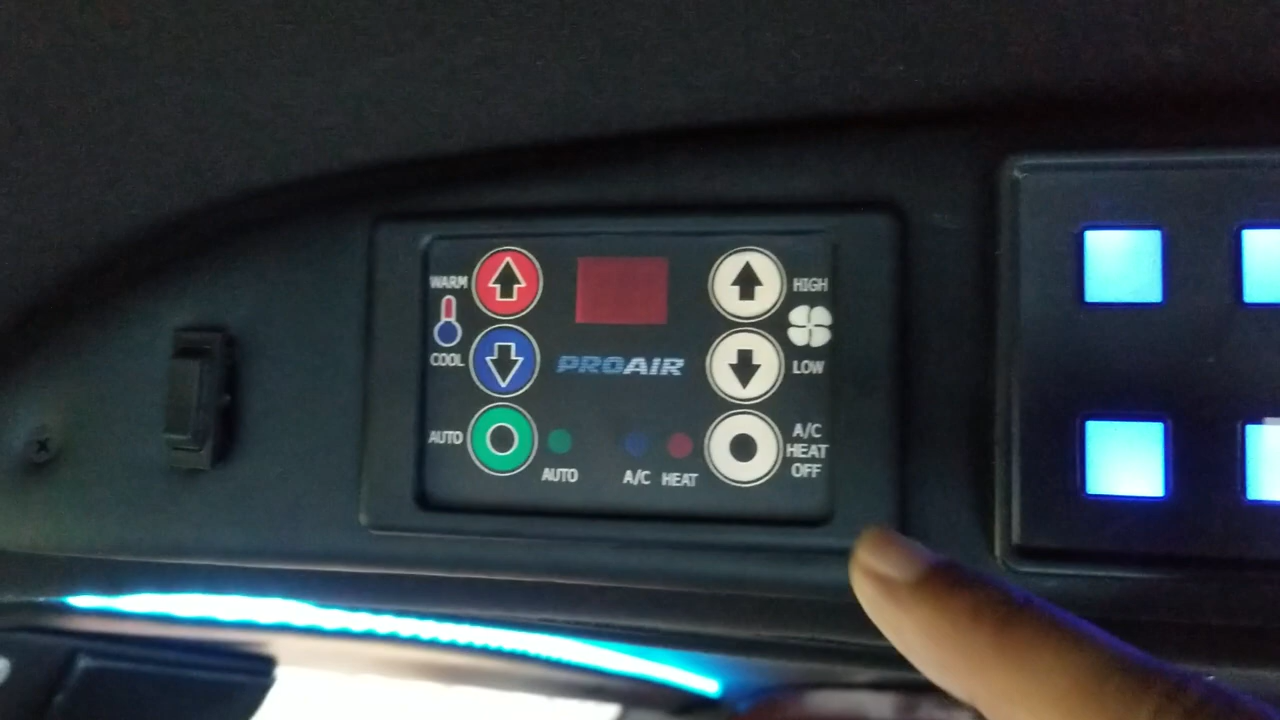 WARM
HIGH
COOL
PROAIR
LOW
AUTO
AUTO
A/C
HEAT
A/C
HEAT
OFF